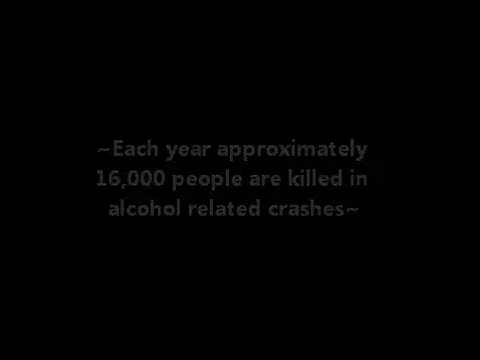 ~Each year approximately
16,000 people are killed in
alcohol related crashes~